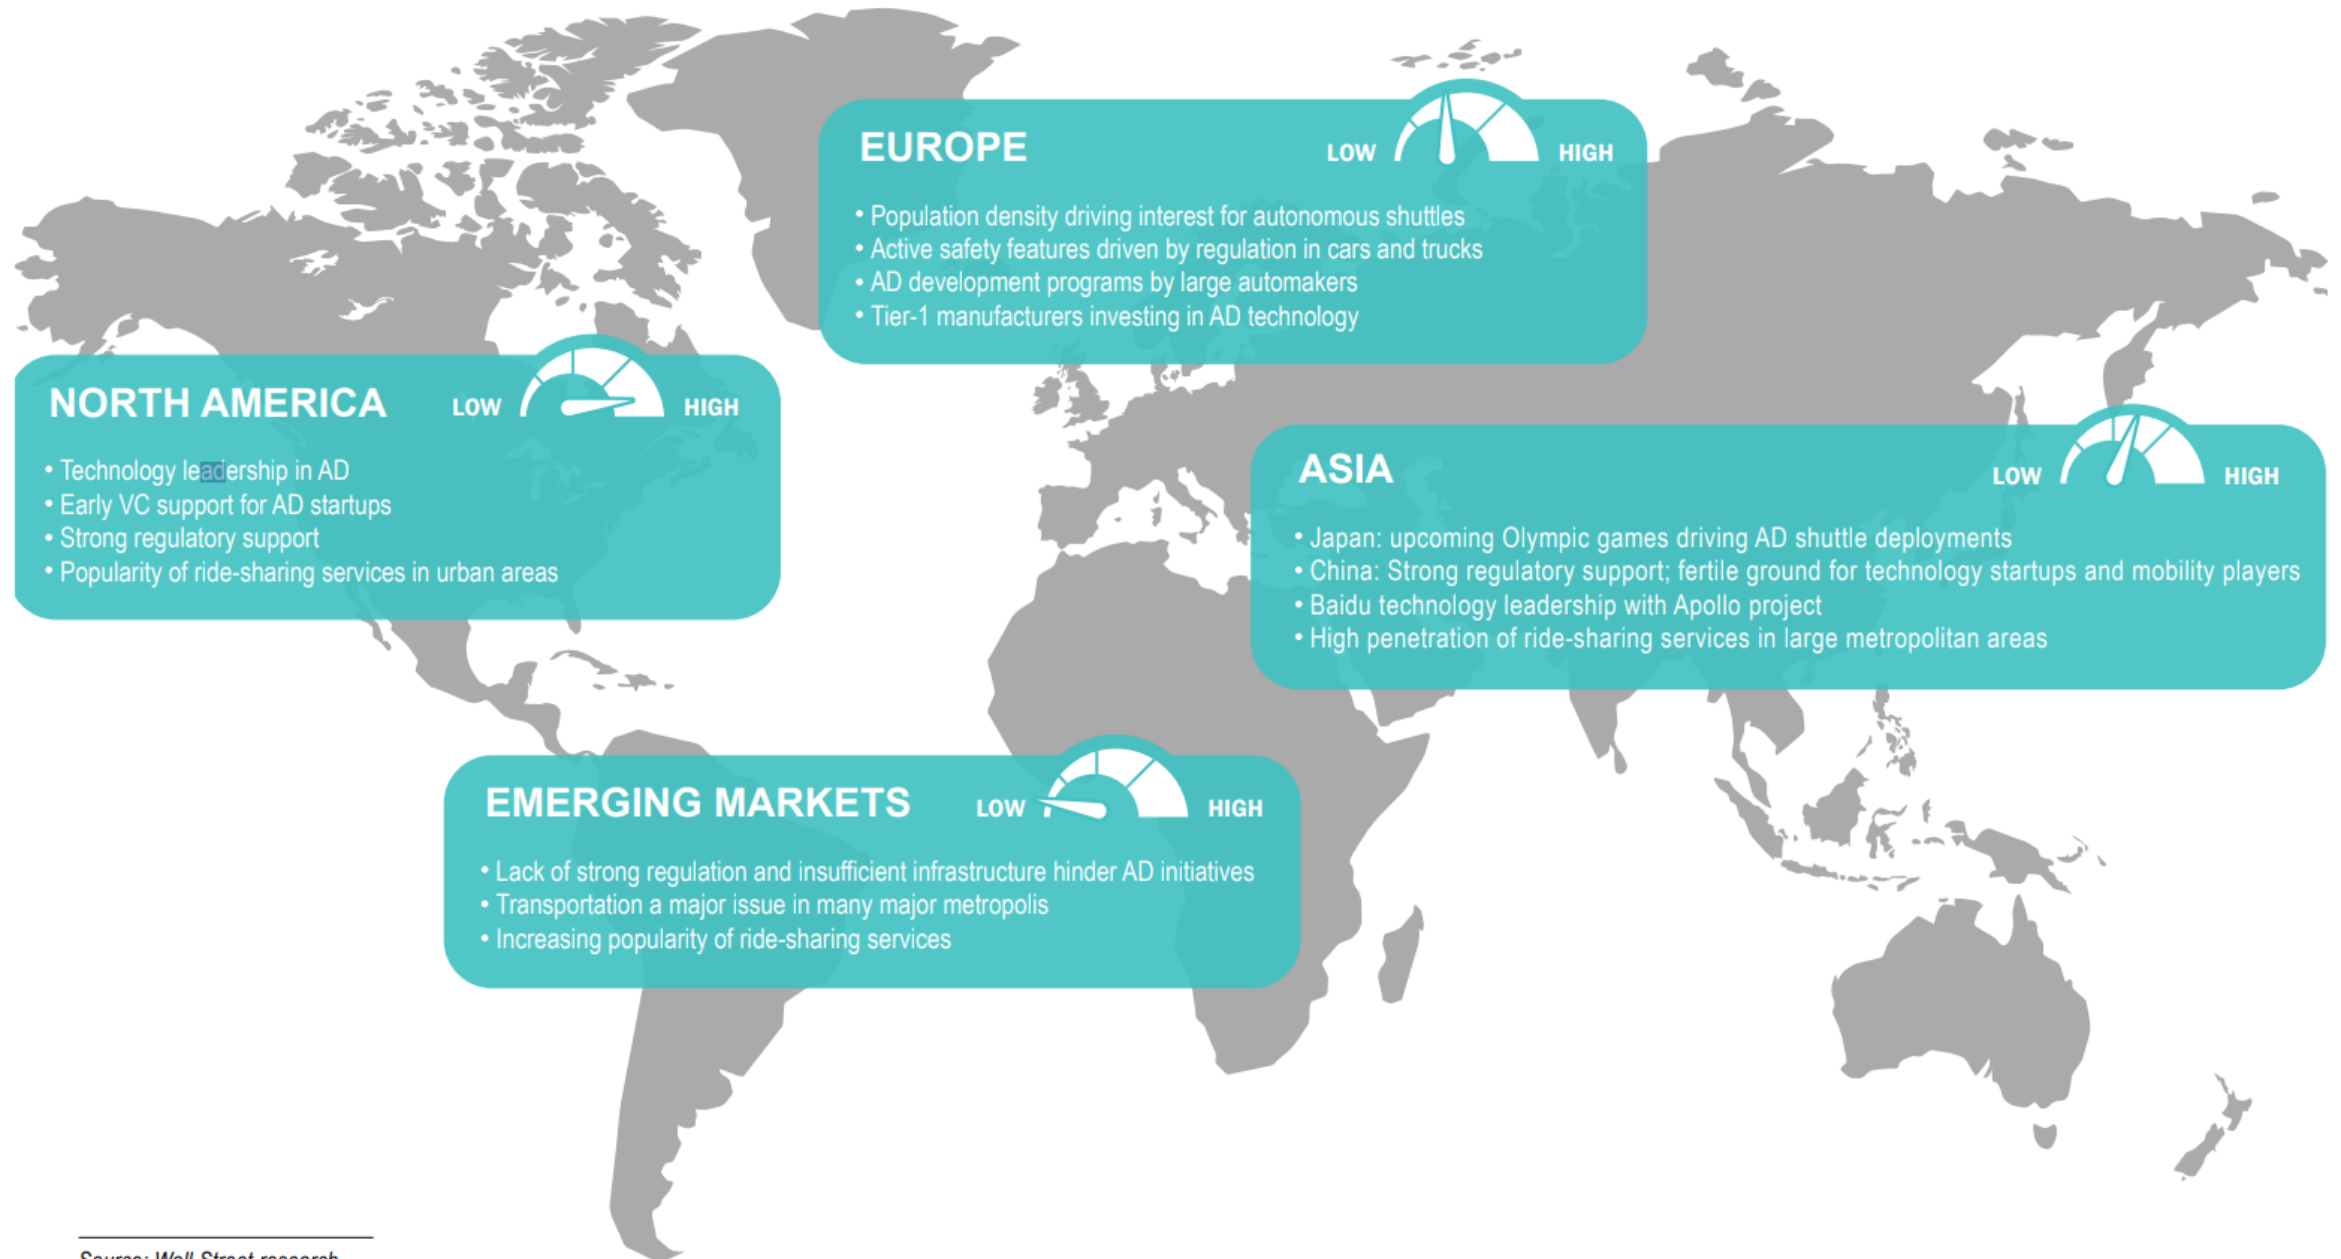 EUROPE
LOW HIGH
• Population density driving interest for autonomous shuttles
• Active safety features driven by regulation in cars and trucks
• AD development programs by large automakers
• Tier-1 manufacturers investing in AD technology
NORTH AMERICA
LOW HIGH
• Technology leadership in AD
• Early VC support for AD startups
• Strong regulatory support
• Popularity of ride-sharing services in urban areas
ASIA
LOW HIGH
• Japan: upcoming Olympic games driving AD shuttle deployments
• China: Strong regulatory support; fertile ground for technology startups and mobility players
• Baidu technology leadership with Apollo project
• High penetration of ride-sharing services in large metropolitan areas
EMERGING MARKETS
LOW HIGH
• Lack of strong regulation and insufficient infrastructure hinder AD initiatives
• Transportation a major issue in many major metropolis
• Increasing popularity of ride-sharing services
Source: Wall Street research